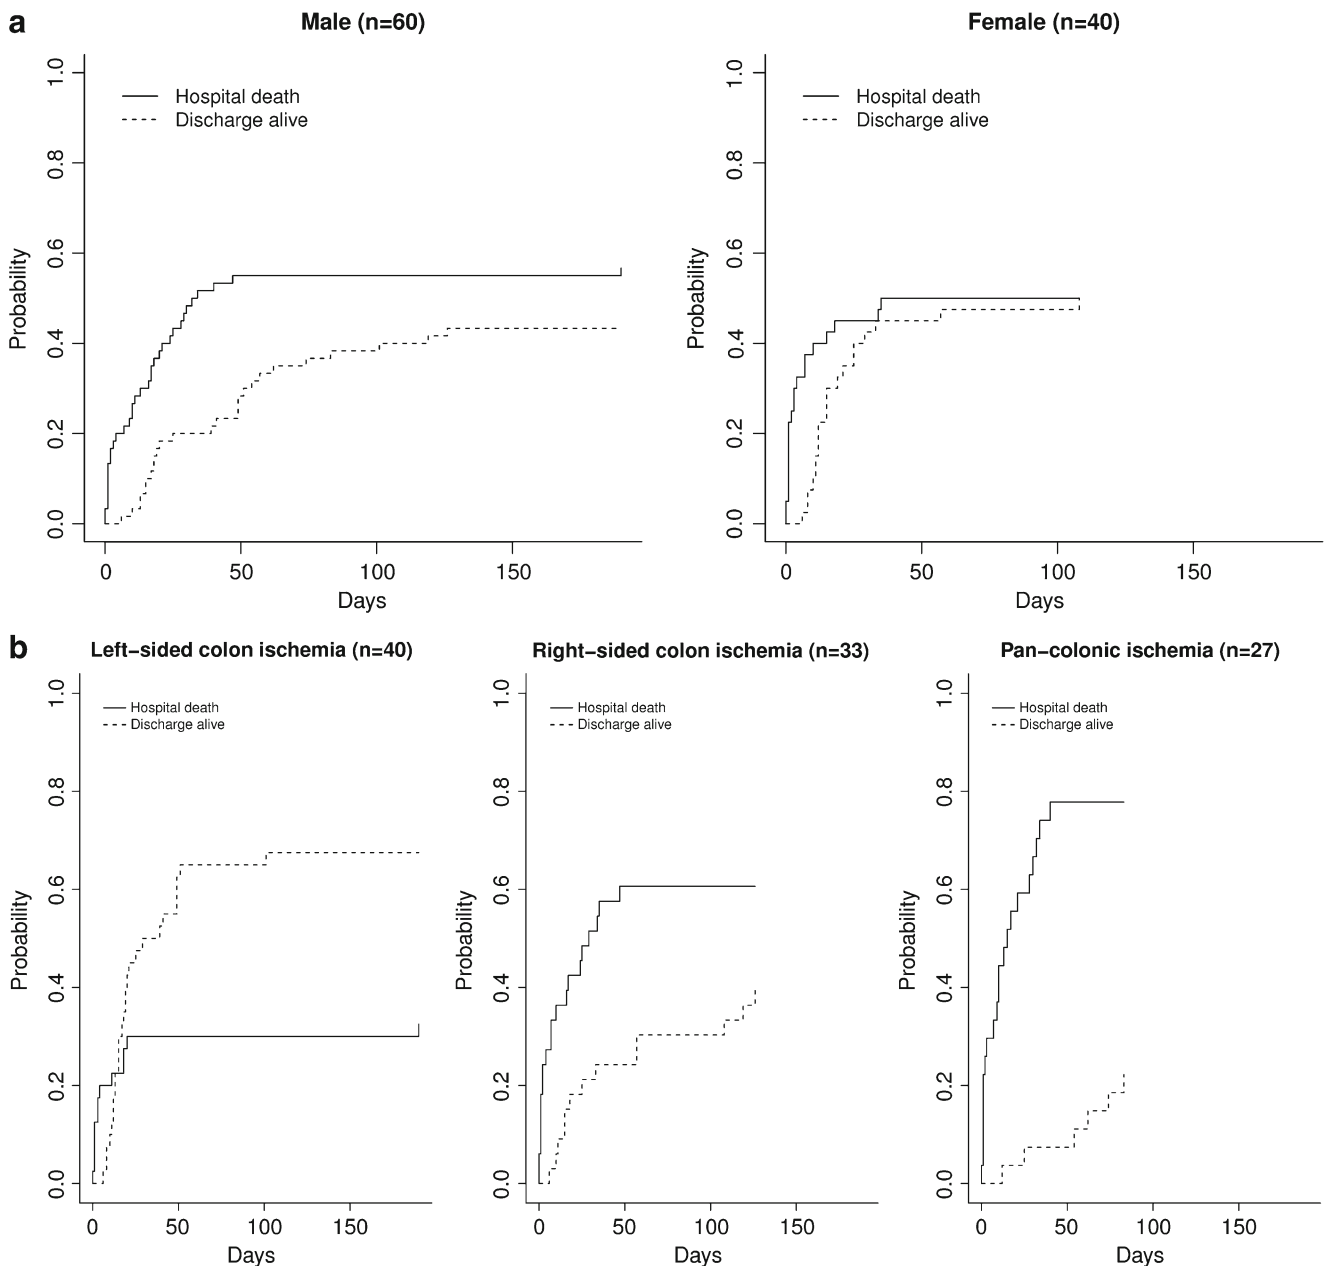 a
Male (n=60)
Female (n=40)
Hospital death
Discharge alive
Hospital death
Discharge alive
Probability
0.0 0.2 0.4 0.6 0.8 1.0
0 50 100 150
Days
Probability
0.0 0.2 0.4 0.6 0.8 1.0
0 50 100 150
Days
b
Left−sided colon ischemia (n=40)
Right−sided colon ischemia (n=33)
Pan−colonic ischemia (n=27)
Hospital death
Discharge alive
Hospital death
Discharge alive
Hospital death
Discharge alive
Probability
0.0 0.2 0.4 0.6 0.8 1.0
0 50 100 150
Days
Probability
0.0 0.2 0.4 0.6 0.8 1.0
0 50 100 150
Days
Probability
0.0 0.2 0.4 0.6 0.8 1.0
0 50 100 150
Days